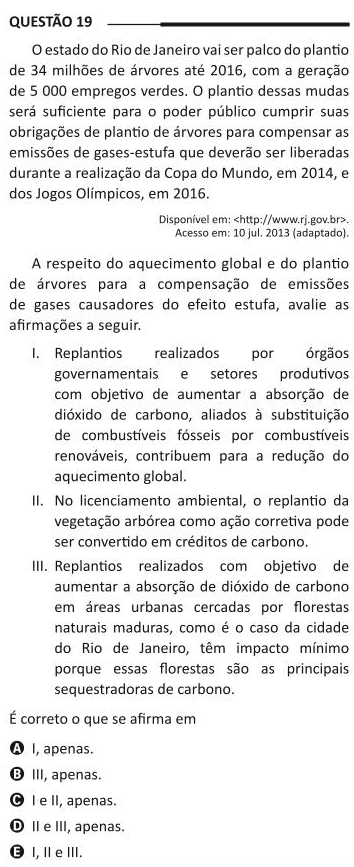 QUESTÃO 19
O estado do Rio de Janeiro vai ser palco do plantio
de 34 milhões de árvores até 2016, com a geração
de 5 000 empregos verdes. O plantio dessas mudas
será suficiente para o poder público cumprir suas
obrigações de plantio de árvores para compensar as
emissões de gases-estufa que deverão ser liberadas
durante a realização da Copa do Mundo, em 2014, e
dos Jogos Olímpicos, em 2016.
Disponível em: <http://www.rj.gov.br>.
Acesso em: 10 jul. 2013 (adaptado).
A respeito do aquecimento global e do plantio
de árvores para a compensação de emissões
de gases causadores do efeito estufa, avalie as
afirmações a seguir.
I. Replantios realizados por órgãos
governamentais e setores produtivos
com objetivo de aumentar a absorção de
dióxido de carbono, aliados à substituição
de combustíveis fósseis por combustíveis
renováveis, contribuem para a redução do
aquecimento global.
II. No licenciamento ambiental, o replantio da
vegetação arbórea como ação corretiva pode
ser convertido em créditos de carbono.
III. Replantios realizados com objetivo de
aumentar a absorção de dióxido de carbono
em áreas urbanas cercadas por florestas
naturais maduras, como é o caso da cidade
do Rio de Janeiro, têm impacto mínimo
porque essas florestas são as principais
sequestradoras de carbono.
É correto o que se afirma em
A I, apenas.
B III, apenas.
C I e II, apenas.
D II e III, apenas.
E I, II e III.